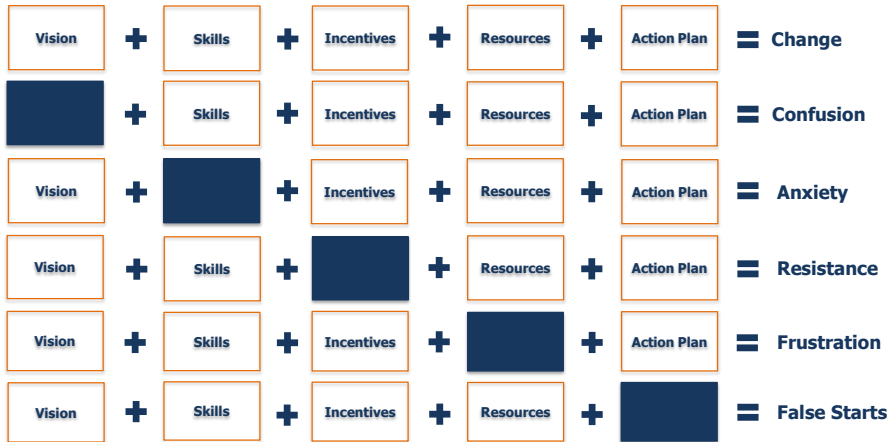 Vision + Skills + Incentives + Resources + Action Plan = Change
+ Skills + Incentives + Resources + Action Plan = Confusion
Vision + + Incentives + Resources + Action Plan = Anxiety
Vision + Skills + + Resources + Action Plan = Resistance
Vision + Skills + Incentives + + Action Plan = Frustration
Vision + Skills + Incentives + Resources + = False Starts